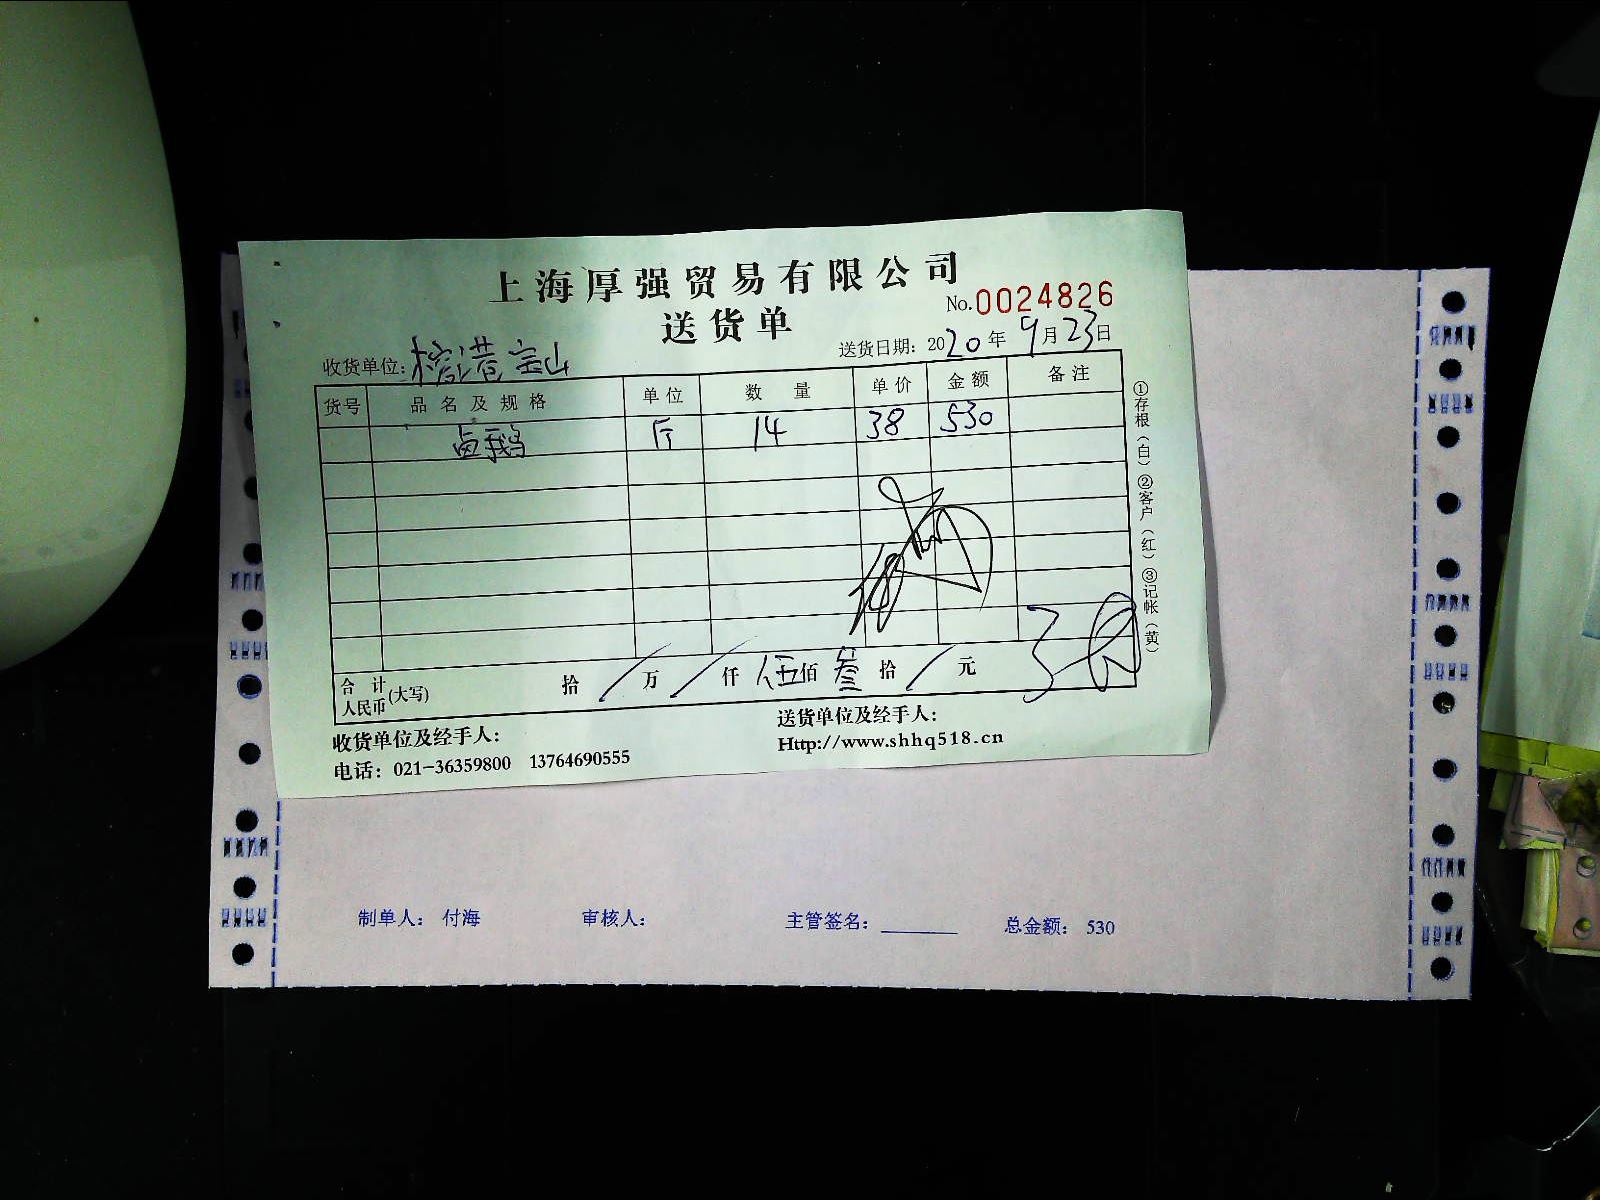 上海厚强贸易有限公司
No.0024826
送货单
收货单位: 宝山
送货日期: 2020年9月23日
货号 品名及规格 单位 数量 单价 金额 备注
卤鹅 斤 14 38 530
①存根(白)②客户(红)③记帐(黄)
合计人民币(大写) 拾/万/仟伍佰叁拾/元
收货单位及经手人:
送货单位及经手人:
电话: 021-36359800 13764690555
Http://www.shhq518.cn
制单人: 付海 审核人: 主管签名: 总金额: 530